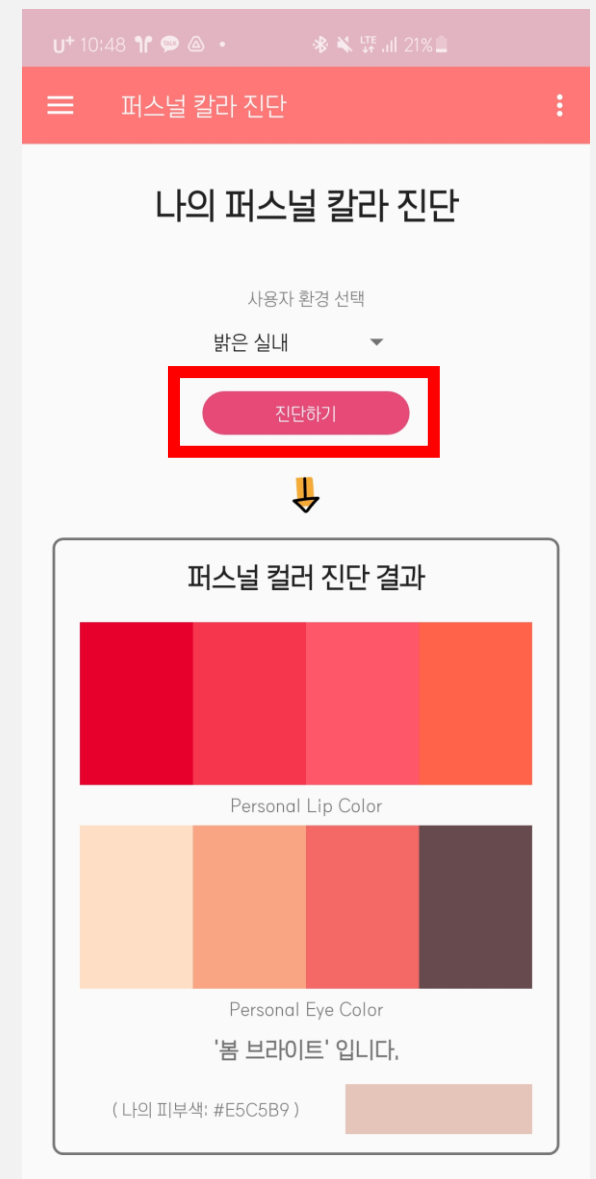 U+ 10:48 TALK LTE 21%
퍼스널 칼라 진단
나의 퍼스널 칼라 진단
사용자 환경 선택
밝은 실내
진단하기
퍼스널 컬러 진단 결과
Personal Lip Color
Personal Eye Color
'봄 브라이트' 입니다.
( 나의 피부색: #E5C5B9 )